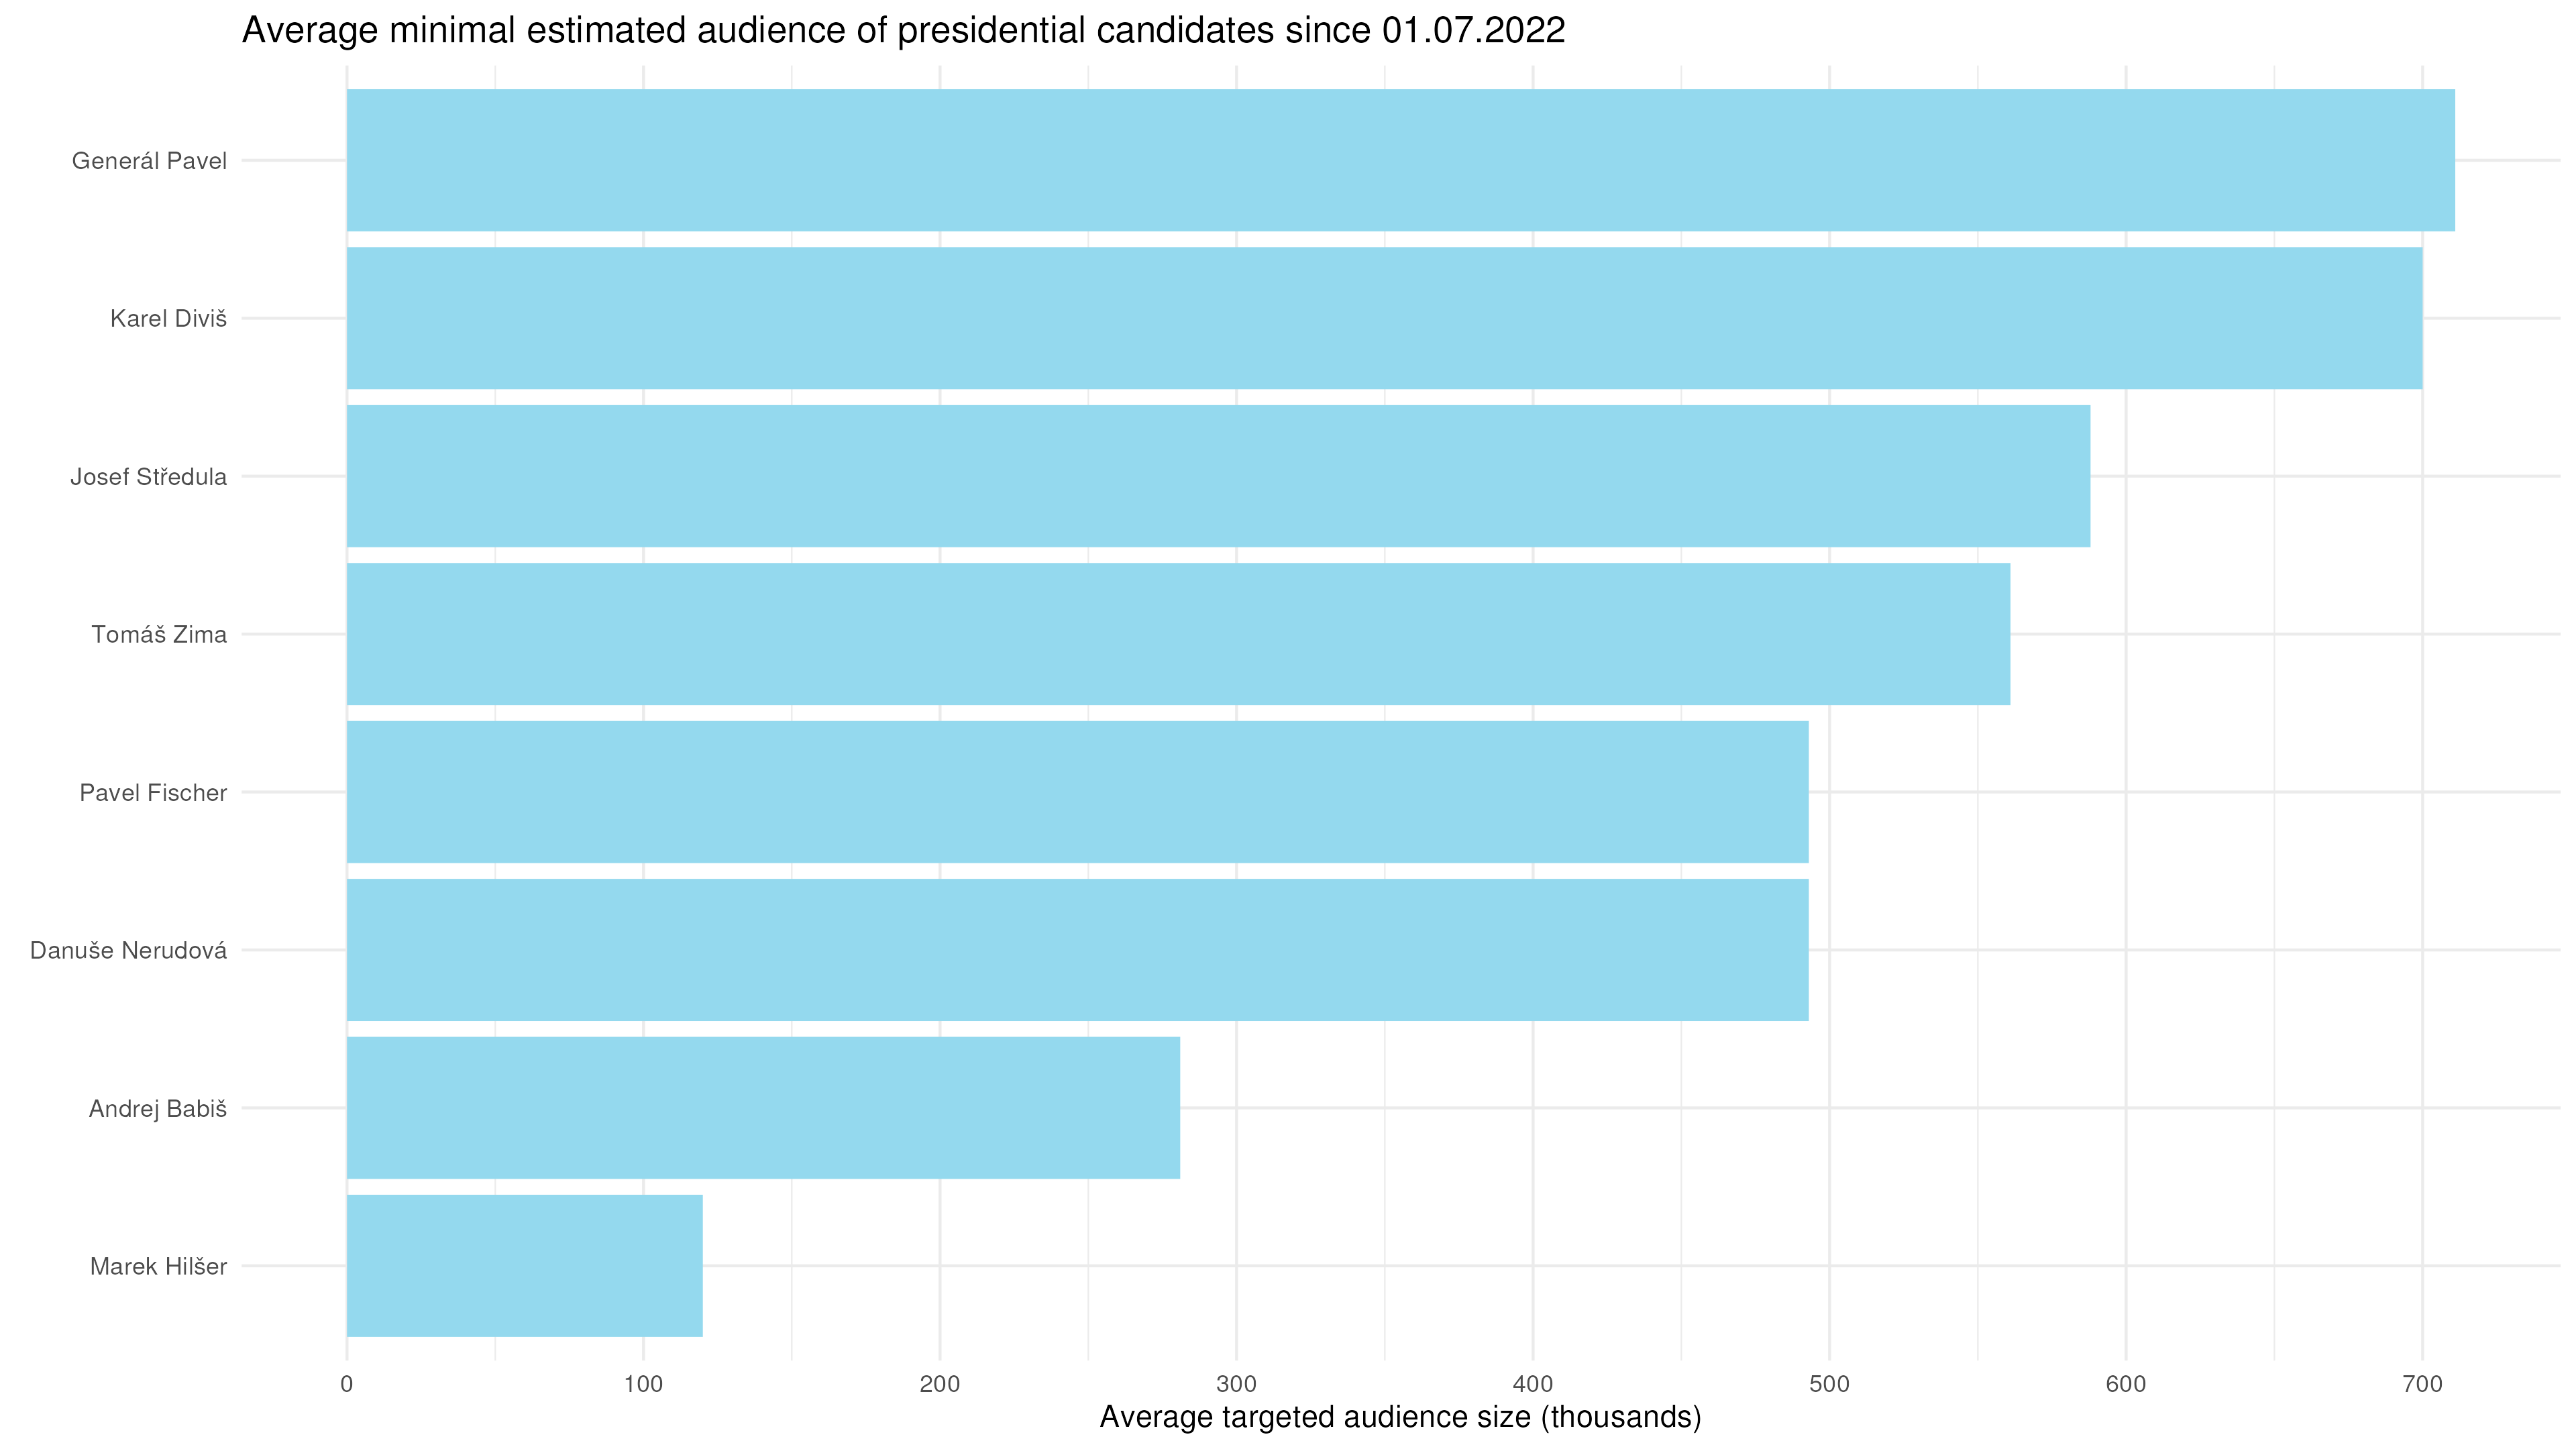 Average minimal estimated audience of presidential candidates since 01.07.2022
Generál Pavel
Karel Diviš
Josef Středula
Tomáš Zima
Pavel Fischer
Danuše Nerudová
Andrej Babiš
Marek Hilšer
0 100 200 300 400 500 600 700
Average targeted audience size (thousands)